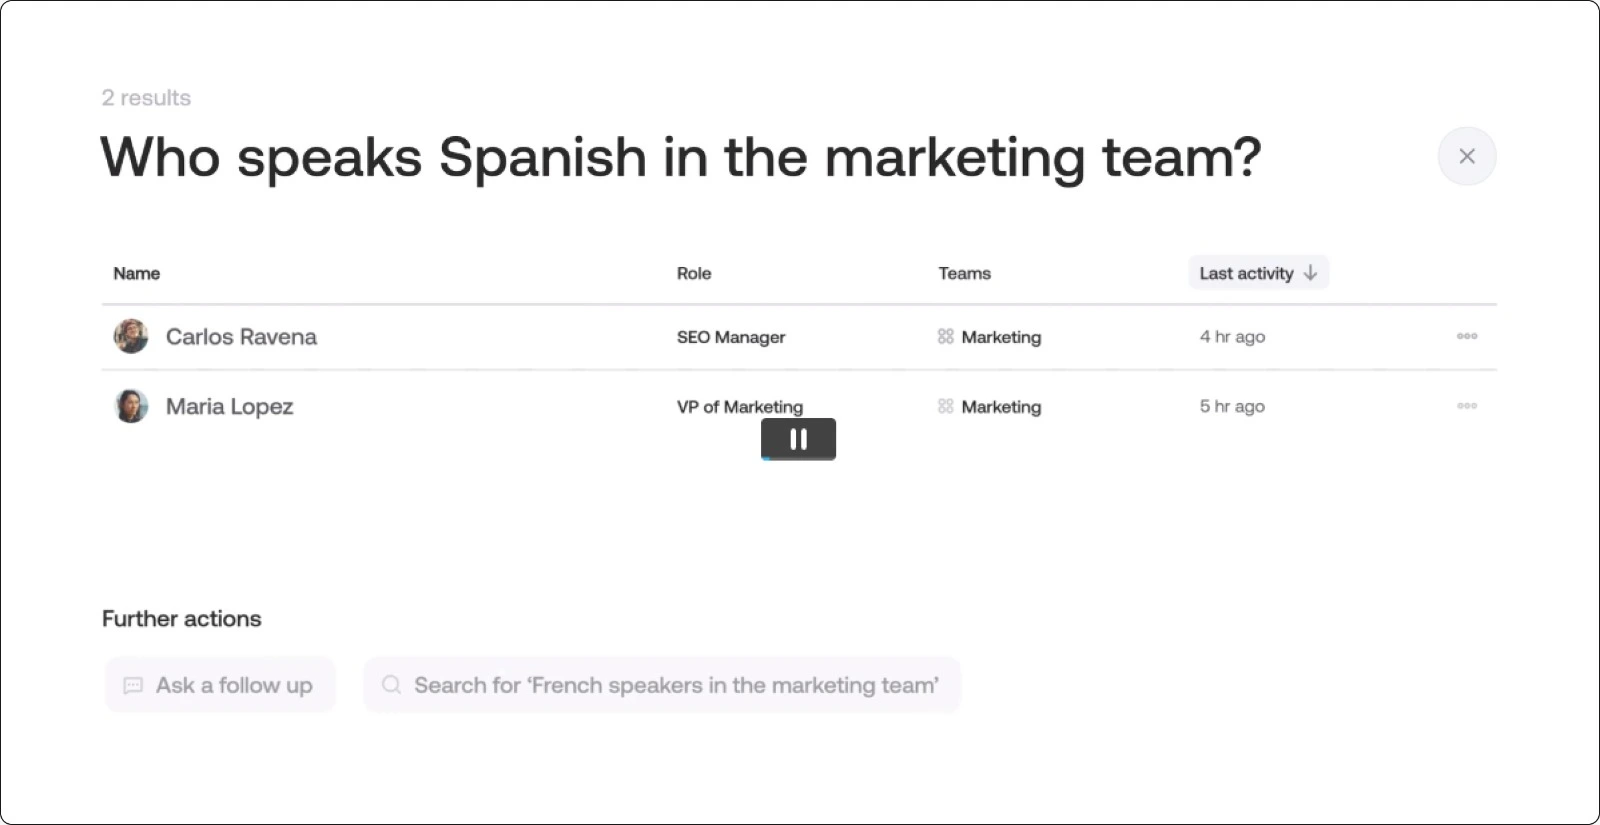 2 results
Who speaks Spanish in the marketing team?
Name Role Teams Last activity
Carlos Ravena SEO Manager Marketing 4 hr ago
Maria Lopez VP of Marketing Marketing 5 hr ago
Further actions
Ask a follow up Search for ‘French speakers in the marketing team’